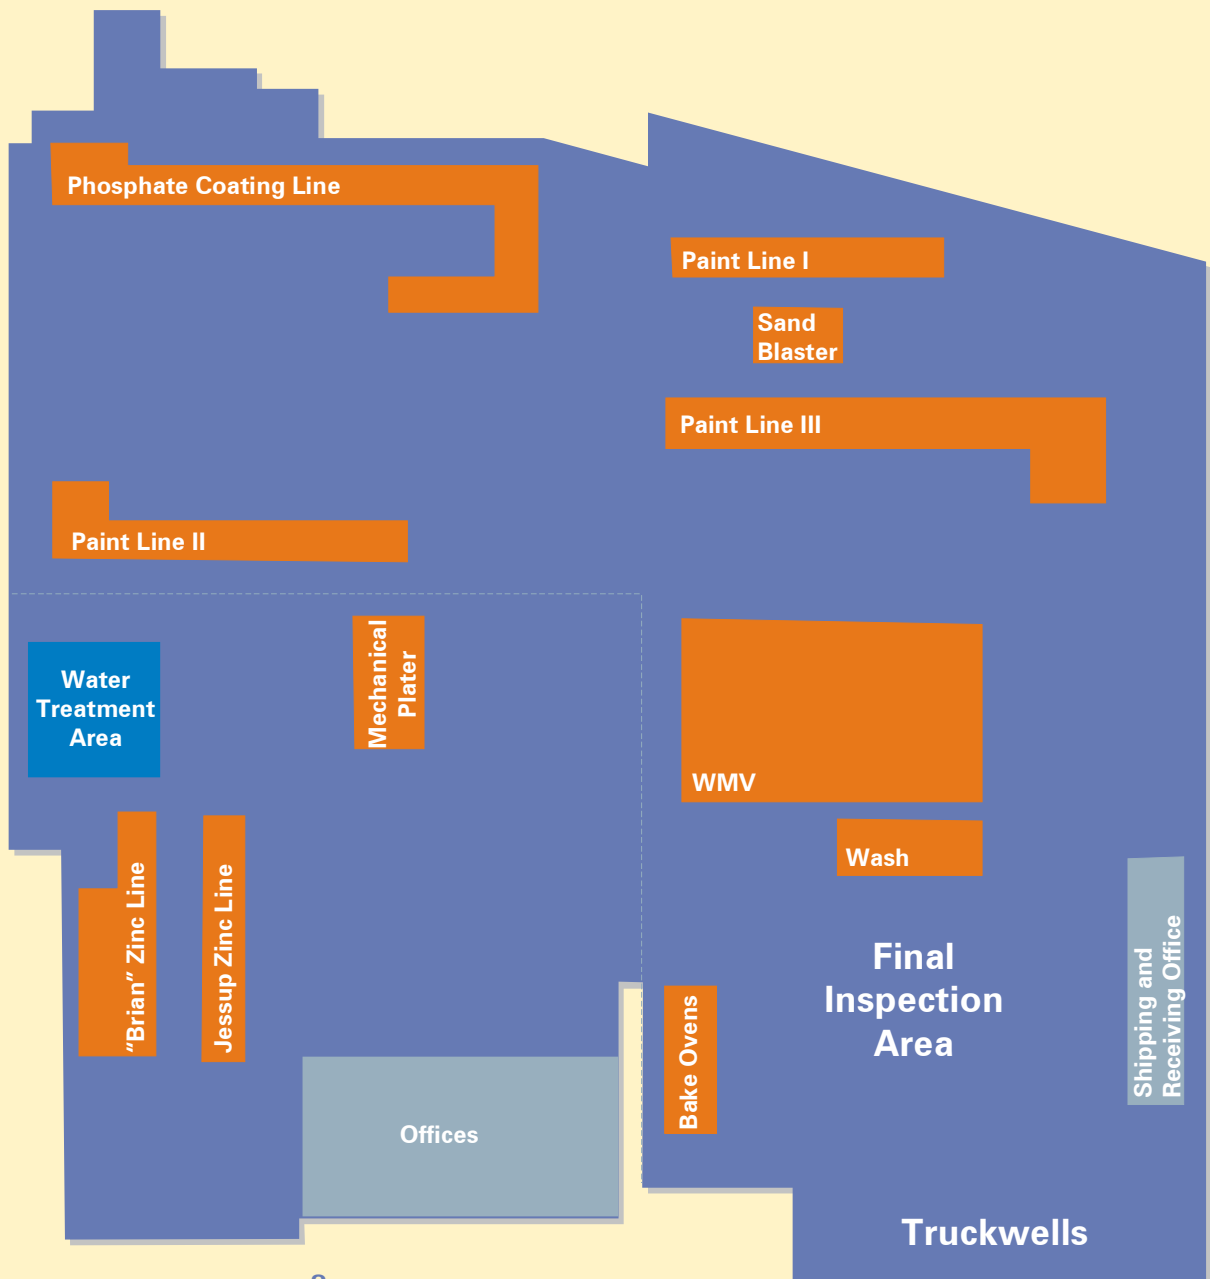 Phosphate Coating Line
Paint Line I
Sand
Blaster
Paint Line III
Paint Line II
Water
Treatment
Area
Mechanical
Plater
WMV
Wash
"Brian" Zinc Line
Jessup Zinc Line
Final
Inspection
Area
Shipping and
Receiving Office
Bake Ovens
Offices
Truckwells